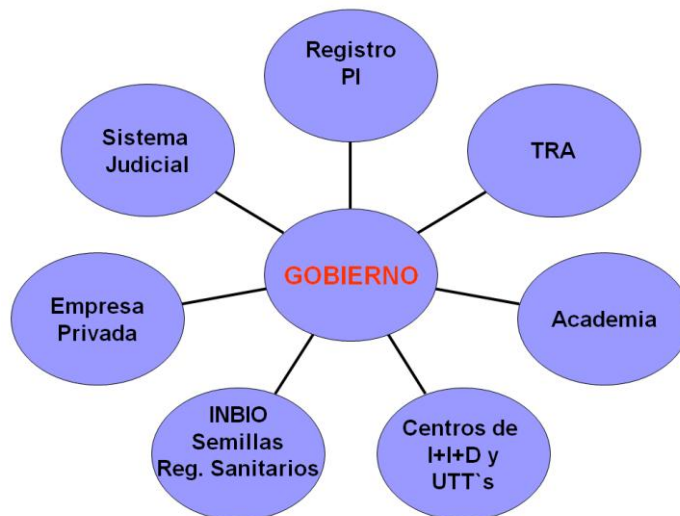 Registro
PI
Sistema
Judicial
TRA
GOBIERNO
Empresa
Privada
Academia
INBIO
Semillas
Reg. Sanitarios
Centros de
I+I+D y
UTT`s